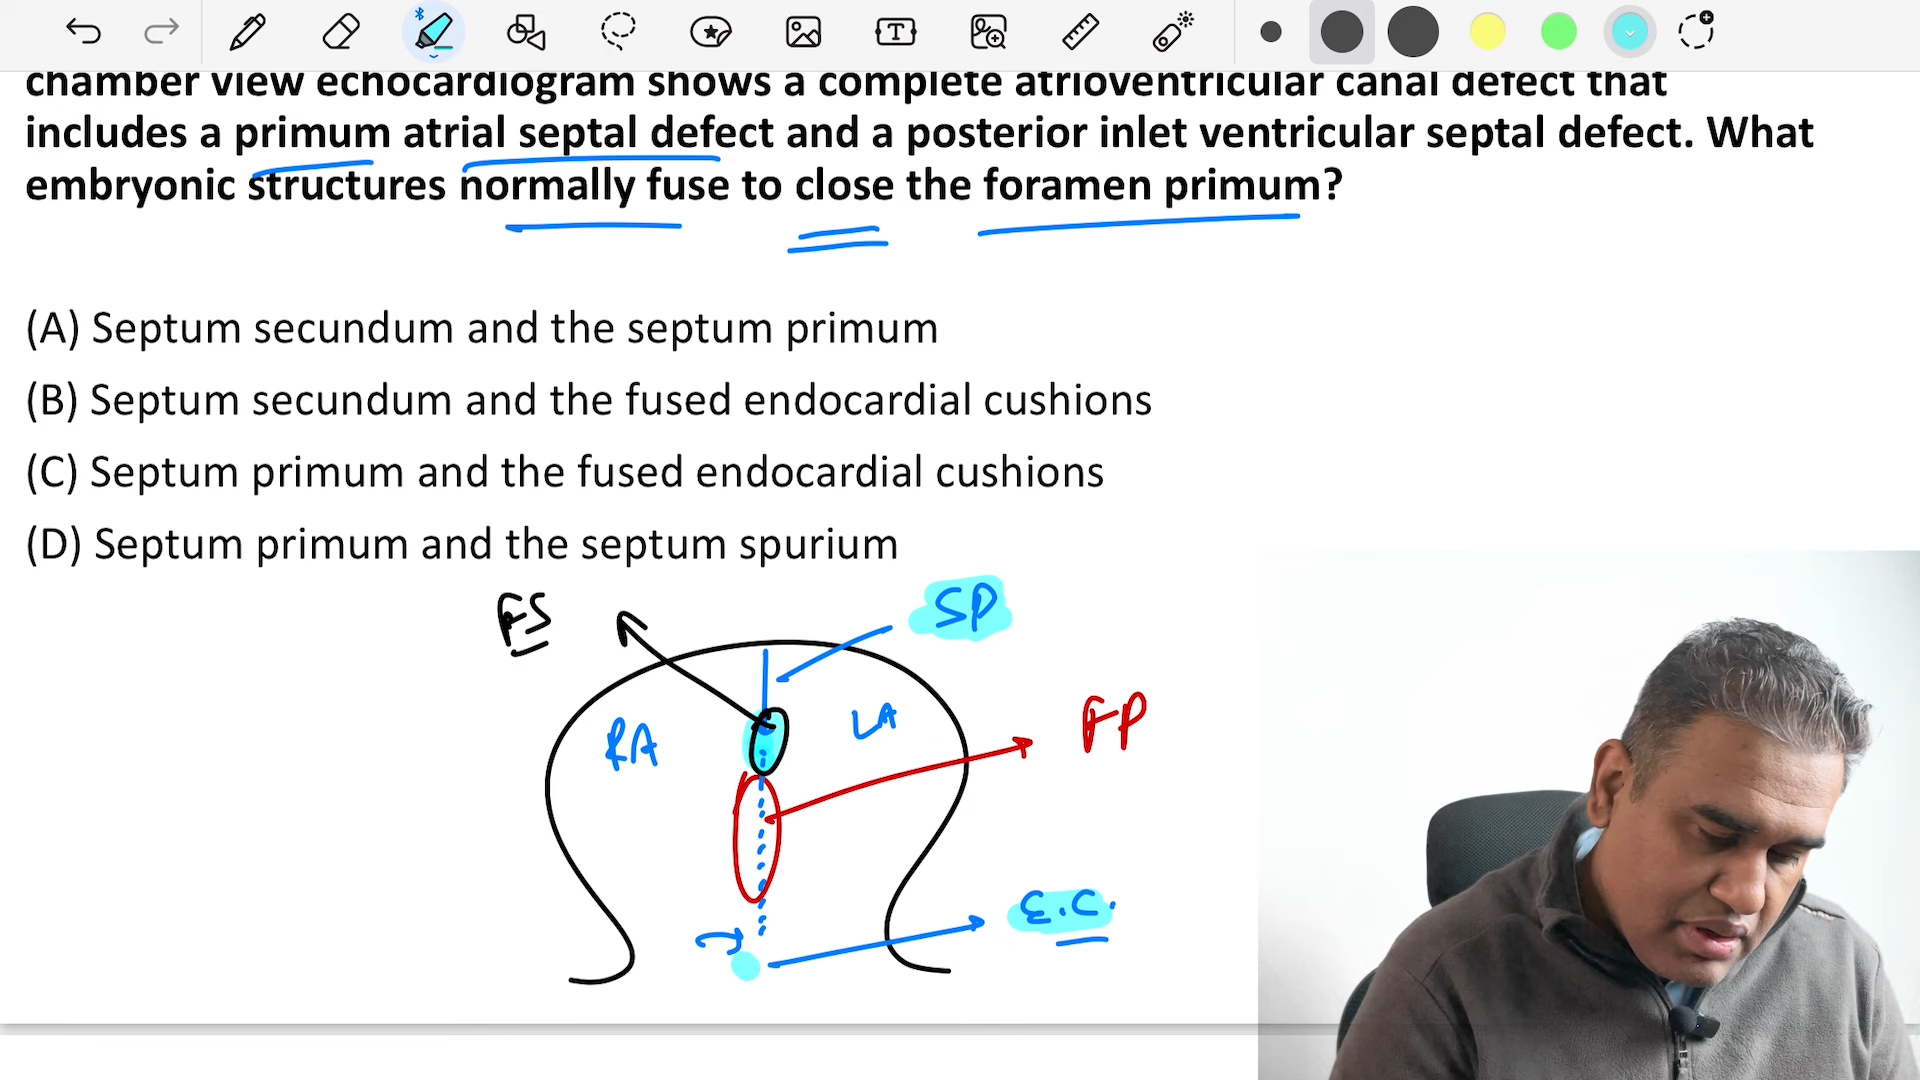 chamber view echocardiogram shows a complete atrioventricular canal defect that
includes a primum atrial septal defect and a posterior inlet ventricular septal defect. What
embryonic structures normally fuse to close the foramen primum?
(A) Septum secundum and the septum primum
(B) Septum secundum and the fused endocardial cushions
(C) Septum primum and the fused endocardial cushions
(D) Septum primum and the septum spurium
FS
SP
RA
LA
FP
E.C.